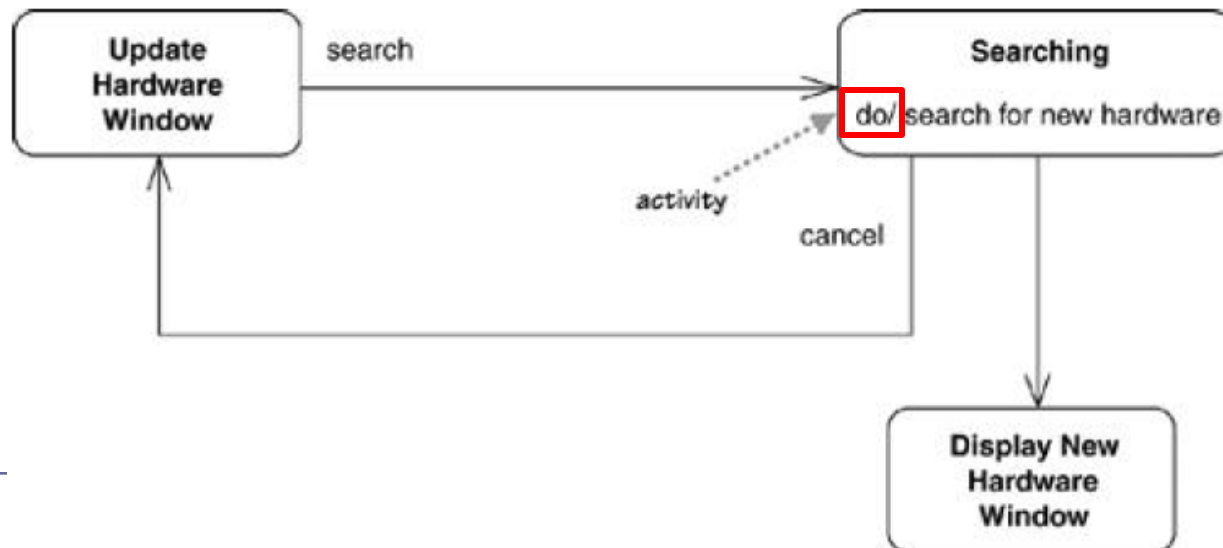 Update
Hardware
Window
search
Searching
do/ search for new hardware
activity
cancel
Display New
Hardware
Window